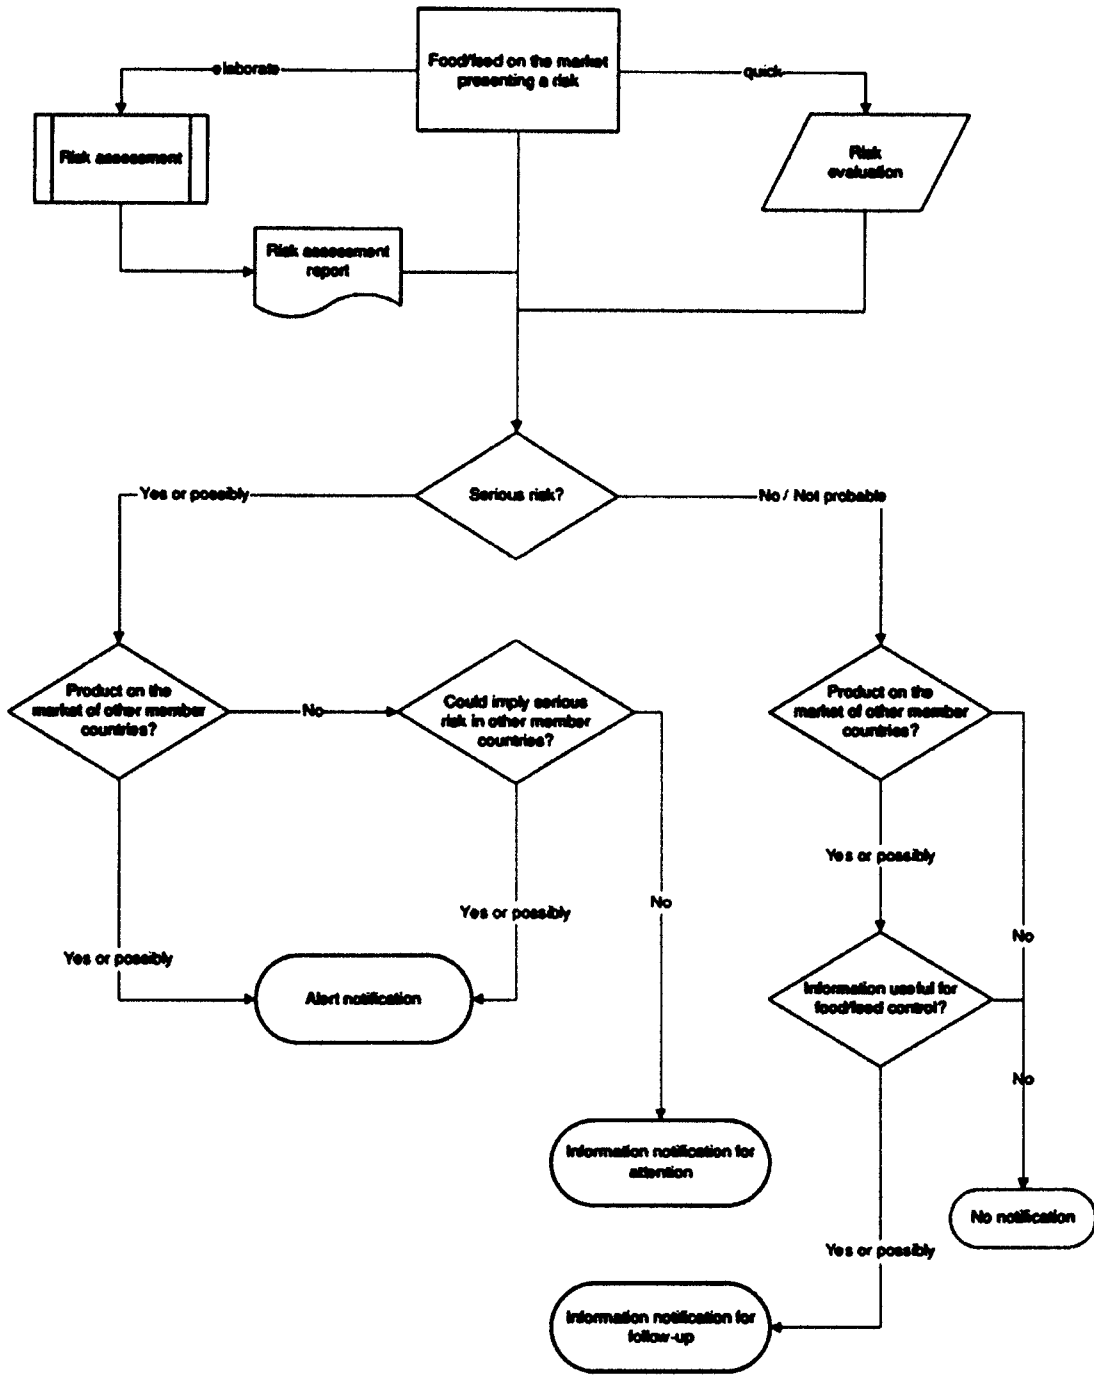 Food/feed on the market
presenting a risk
elaborate
quick
Risk assessment
Risk
evaluation
Risk assessment
report
Serious risk?
Yes or possibly
No / Not probable
Product on the
market of other member
countries?
No
Could imply serious
risk in other member
countries?
Product on the
market of other member
countries?
Yes or possibly
No
Yes or possibly
No
Yes or possibly
Alert notification
Information useful for
food/feed control?
No
Information notification for
attention
No notification
Yes or possibly
Information notification for
follow-up